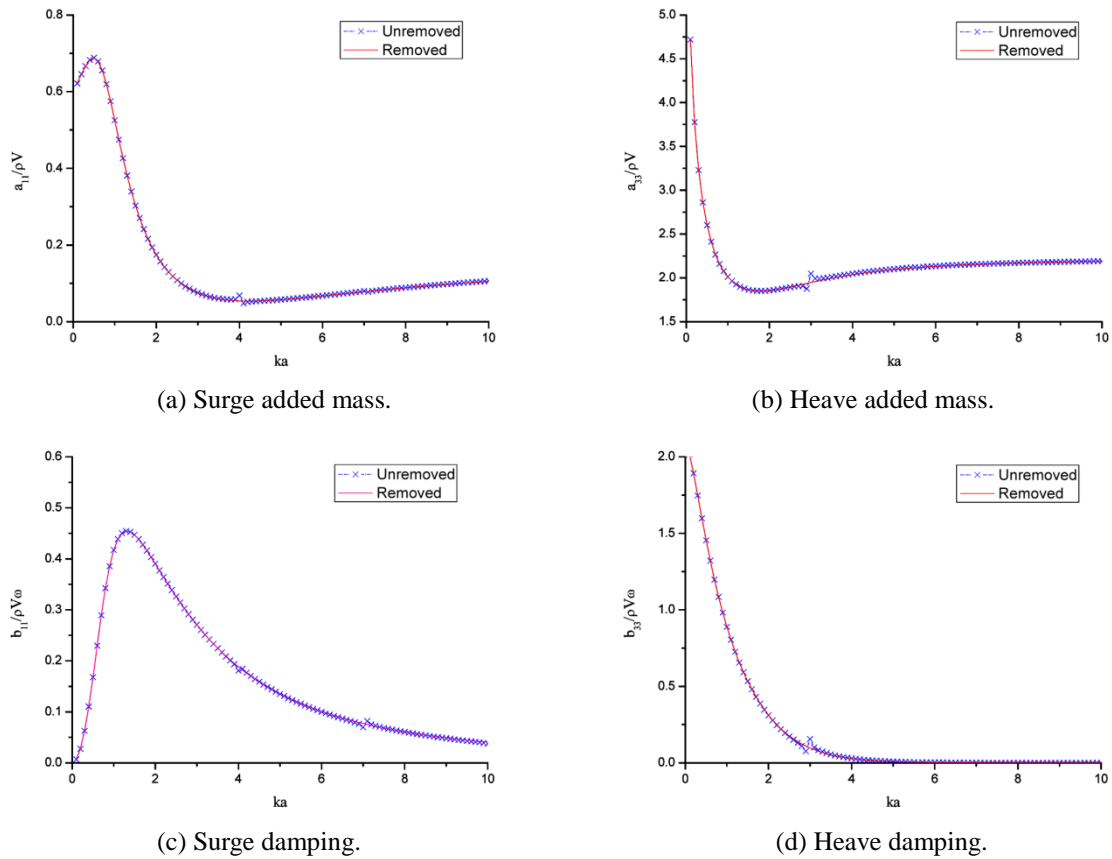 0.8
0.6
0.4
0.2
0.0
a₁₁/ρV
0 2 4 6 8 10
ka
Unremoved
Removed
(a) Surge added mass.
5.0
4.5
4.0
3.5
3.0
2.5
2.0
1.5
a₃₃/ρV
0 2 4 6 8 10
ka
Unremoved
Removed
(b) Heave added mass.
0.6
0.5
0.4
0.3
0.2
0.1
0.0
b₁₁/ρVω
0 2 4 6 8 10
ka
Unremoved
Removed
(c) Surge damping.
2.0
1.5
1.0
0.5
0.0
b₃₃/ρVω
0 2 4 6 8 10
ka
Unremoved
Removed
(d) Heave damping.